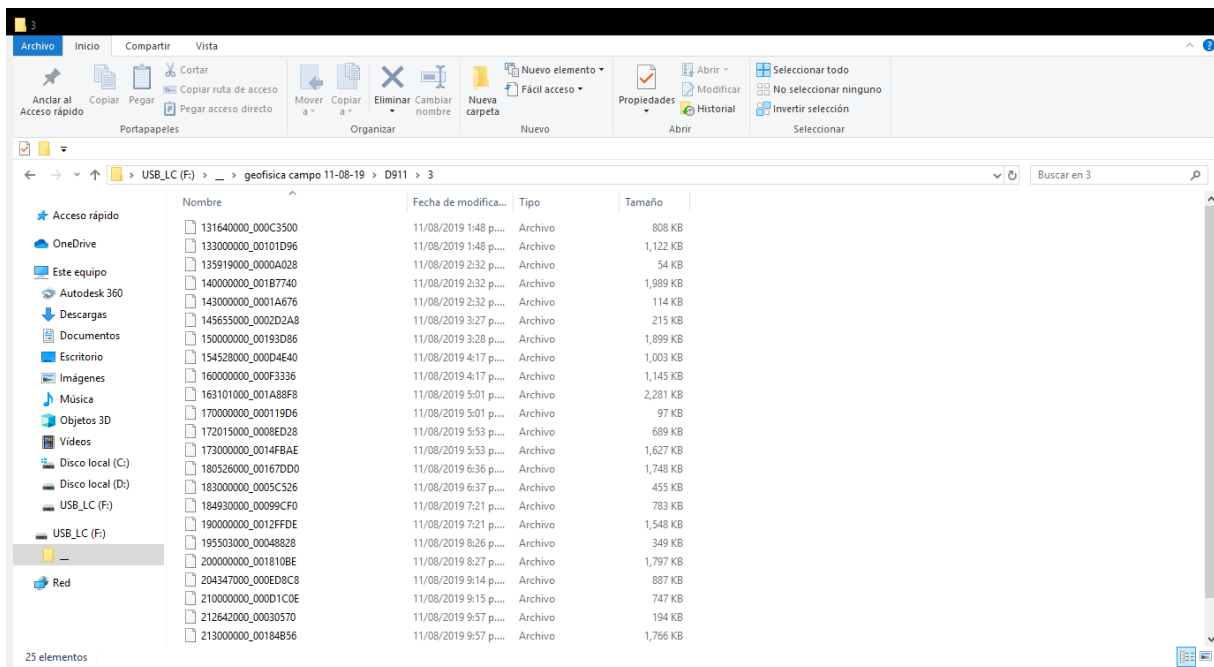 3
Archivo Inicio Compartir Vista
Anclar al Acceso rápido
Copiar
Pegar
Cortar
Copiar ruta de acceso
Pegar acceso directo
Portapapeles
Mover a
Copiar a
Eliminar
Cambiar nombre
Organizar
Nueva carpeta
Nuevo elemento
Fácil acceso
Nuevo
Propiedades
Abrir
Modificar
Historial
Abrir
Seleccionar todo
No seleccionar ninguno
Invertir selección
Seleccionar
USB_LC (F:) > __ > geofisica campo 11-08-19 > D911 > 3
Buscar en 3
Acceso rápido
OneDrive
Este equipo
Autodesk 360
Descargas
Documentos
Escritorio
Imágenes
Música
Objetos 3D
Vídeos
Disco local (C:)
Disco local (D:)
USB_LC (F:)
USB_LC (F:)
__
Red
Nombre Fecha de modifica... Tipo Tamaño
131640000_000C3500 11/08/2019 1:48 p.... Archivo 808 KB
133000000_00101D96 11/08/2019 1:48 p.... Archivo 1,122 KB
135919000_0000A028 11/08/2019 2:32 p.... Archivo 54 KB
140000000_001B7740 11/08/2019 2:32 p.... Archivo 1,989 KB
143000000_0001A676 11/08/2019 2:32 p.... Archivo 114 KB
145655000_0002D2A8 11/08/2019 3:27 p.... Archivo 215 KB
150000000_00193D86 11/08/2019 3:28 p.... Archivo 1,899 KB
154528000_000D4E40 11/08/2019 4:17 p.... Archivo 1,003 KB
160000000_000F3336 11/08/2019 4:17 p.... Archivo 1,145 KB
163101000_001A88F8 11/08/2019 5:01 p.... Archivo 2,281 KB
170000000_000119D6 11/08/2019 5:01 p.... Archivo 97 KB
172015000_0008ED28 11/08/2019 5:53 p.... Archivo 689 KB
173000000_0014FBAE 11/08/2019 5:53 p.... Archivo 1,627 KB
180526000_00167DD0 11/08/2019 6:36 p.... Archivo 1,748 KB
183000000_0005C526 11/08/2019 6:37 p.... Archivo 455 KB
184930000_00099CF0 11/08/2019 7:21 p.... Archivo 783 KB
190000000_0012FFDE 11/08/2019 7:21 p.... Archivo 1,548 KB
195503000_00048828 11/08/2019 8:26 p.... Archivo 349 KB
200000000_001810BE 11/08/2019 8:27 p.... Archivo 1,797 KB
204347000_000ED8C8 11/08/2019 9:14 p.... Archivo 887 KB
210000000_000D1C0E 11/08/2019 9:15 p.... Archivo 747 KB
212642000_00030570 11/08/2019 9:57 p.... Archivo 194 KB
213000000_00184B56 11/08/2019 9:57 p.... Archivo 1,766 KB
25 elementos